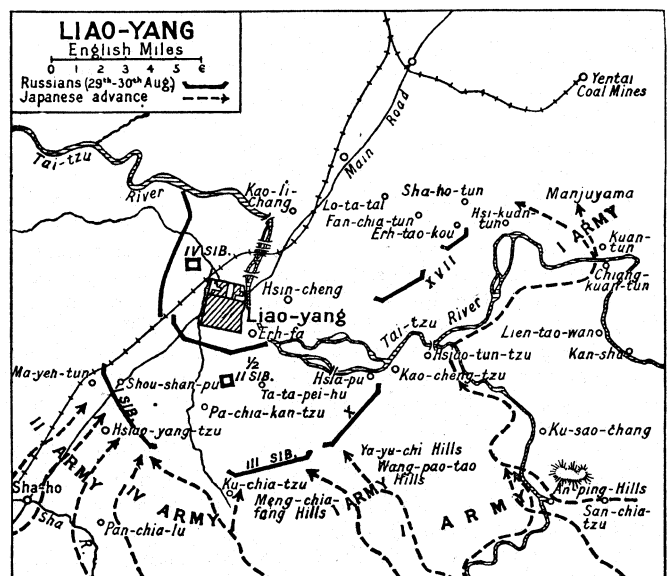 LIAO-YANG
English Miles
0 1 2 3 4 5 6
Russians (29th-30th Aug.)
Japanese advance
Yentai
Coal Mines
Main Road
Tai-tzu
River
Kao-li-
Chang
Lo-ta-tai
Sha-ho-tun
Fan-chia-tun
Erh-tao-kou
Hsi-kuan
tun
Manjuyama
I ARMY
Kuan-
tun
Chiang-
kuan-tun
IV SIB.
XVII
Hsin-cheng
Liao-yang
Erh-fa
Tai-tzu River
Lien-tao-wan
Kan-shu
Hsiao-tun-tzu
Ma-yeh-tun
Shou-shan-pu
½
II SIB.
Ta-ta-pei-hu
Hsia-pu
Kao-cheng-tzu
I SIB.
Pa-chia-kan-tzu
X
Hsiao-yang-tzu
Ku-sao-chang
II ARMY
III SIB.
Ya-yu-chi Hills
Wang-pao-tao
Hills
Sha-ho
Ku-chia-tzu
An-ping-Hills
IV ARMY
Meng-chia-
fang Hills
I ARMY
I ARMY
San-chia-
tzu
Sha R.
Pan-chia-lu